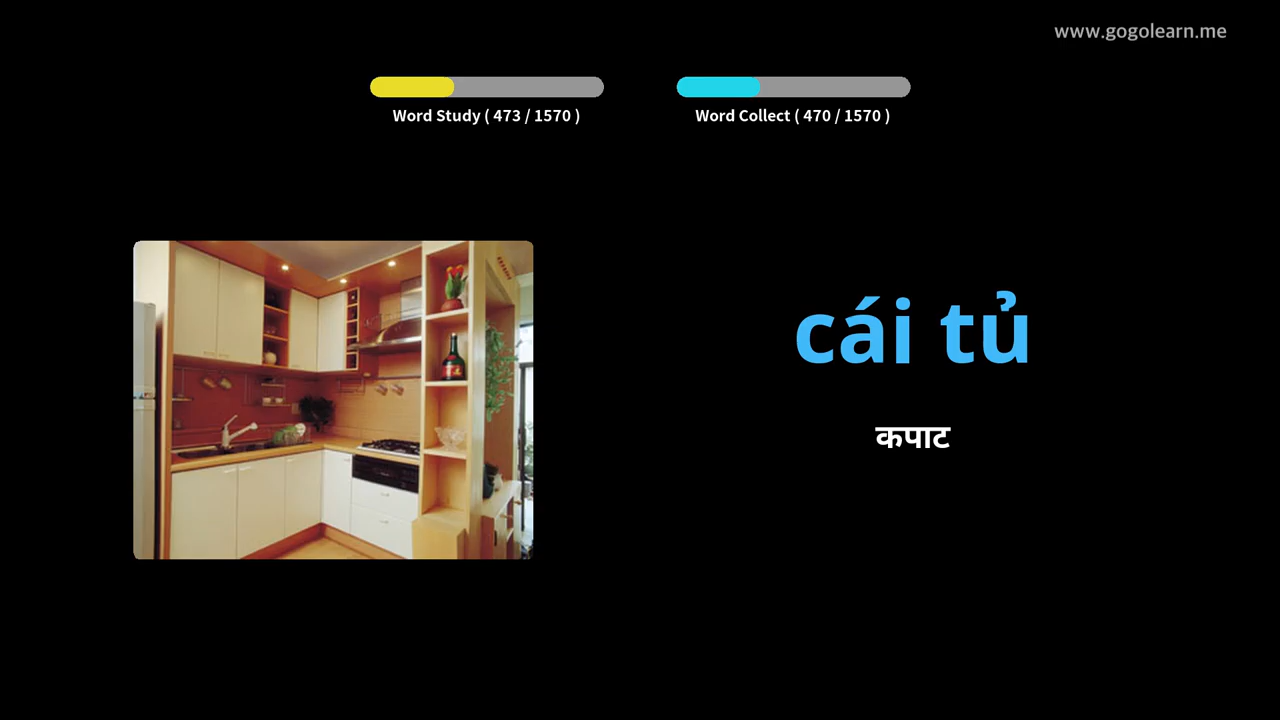 www.gogolearn.me
Word Study ( 473 / 1570 )
Word Collect ( 470 / 1570 )
cái tủ
कपाट